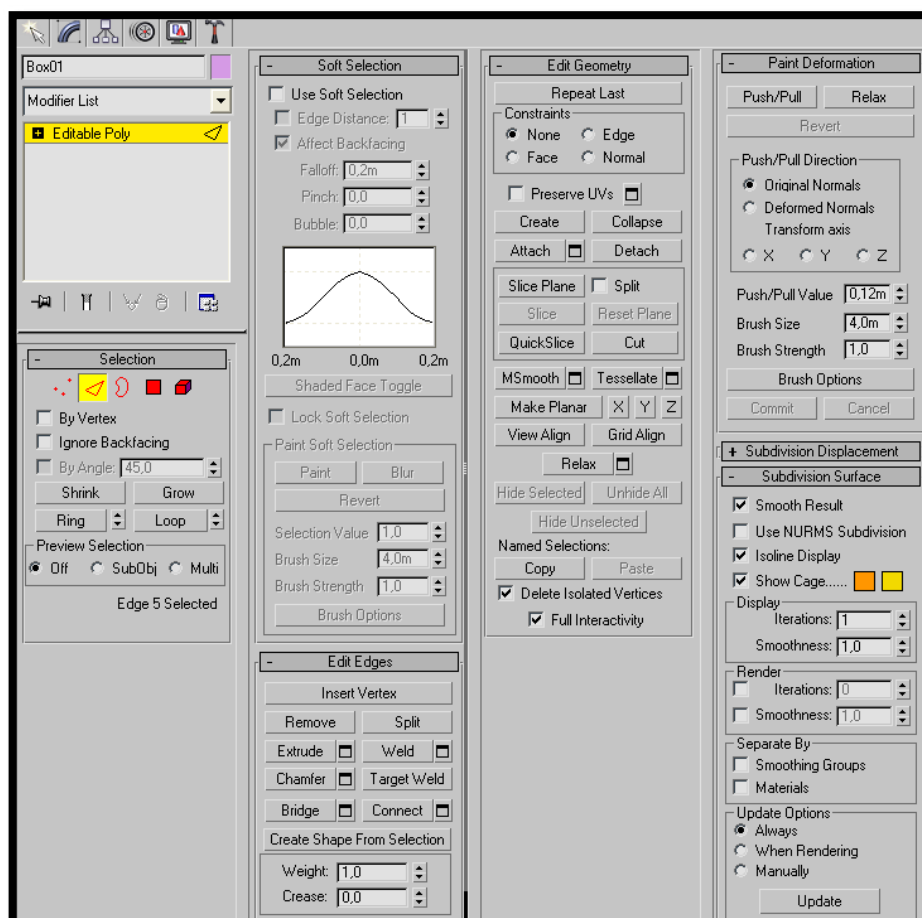 Box01
Modifier List
Editable Poly
- Selection
By Vertex
Ignore Backfacing
By Angle: 45,0
Shrink Grow
Ring Loop
Preview Selection
Off SubObj Multi
Edge 5 Selected
- Soft Selection
Use Soft Selection
Edge Distance: 1
Affect Backfacing
Falloff: 0,2m
Pinch: 0,0
Bubble: 0,0
0,2m 0,0m 0,2m
Shaded Face Toggle
Lock Soft Selection
Paint Soft Selection
Paint Blur
Revert
Selection Value 1,0
Brush Size 4,0m
Brush Strength 1,0
Brush Options
- Edit Edges
Insert Vertex
Remove Split
Extrude Weld
Chamfer Target Weld
Bridge Connect
Create Shape From Selection
Weight: 1,0
Crease: 0,0
- Edit Geometry
Repeat Last
Constraints
None Edge
Face Normal
Preserve UVs
Create Collapse
Attach Detach
Slice Plane Split
Slice Reset Plane
QuickSlice Cut
MSmooth Tessellate
Make Planar X Y Z
View Align Grid Align
Relax
Hide Selected Unhide All
Hide Unselected
Named Selections:
Copy Paste
Delete Isolated Vertices
Full Interactivity
- Paint Deformation
Push/Pull Relax
Revert
Push/Pull Direction
Original Normals
Deformed Normals
Transform axis
X Y Z
Push/Pull Value 0,12m
Brush Size 4,0m
Brush Strength 1,0
Brush Options
Commit Cancel
+ Subdivision Displacement
- Subdivision Surface
Smooth Result
Use NURMS Subdivision
Isoline Display
Show Cage......
Display
Iterations: 1
Smoothness: 1,0
Render
Iterations: 0
Smoothness: 1,0
Separate By
Smoothing Groups
Materials
Update Options
Always
When Rendering
Manually
Update